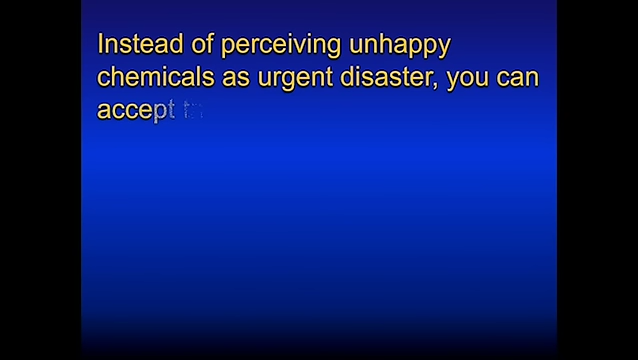 Instead of perceiving unhappy
chemicals as urgent disaster, you can
accept